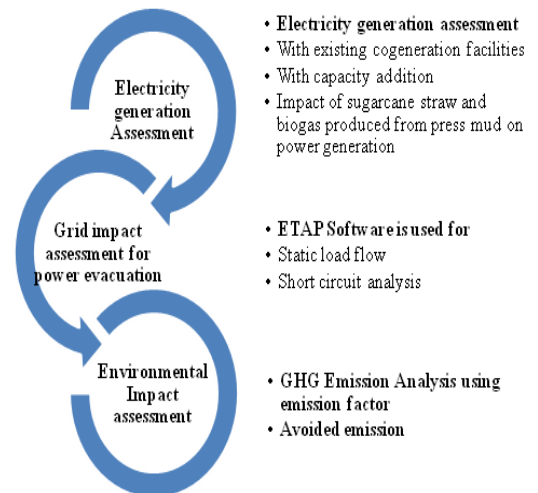 Electricity
generation
Assessment
• Electricity generation assessment
• With existing cogeneration facilities
• With capacity addition
• Impact of sugarcane straw and
biogas produced from press mud on
power generation
Grid impact
assessment for
power evacuation
• ETAP Software is used for
• Static load flow
• Short circuit analysis
Environmental
Impact
assessment
• GHG Emission Analysis using
emission factor
• Avoided emission